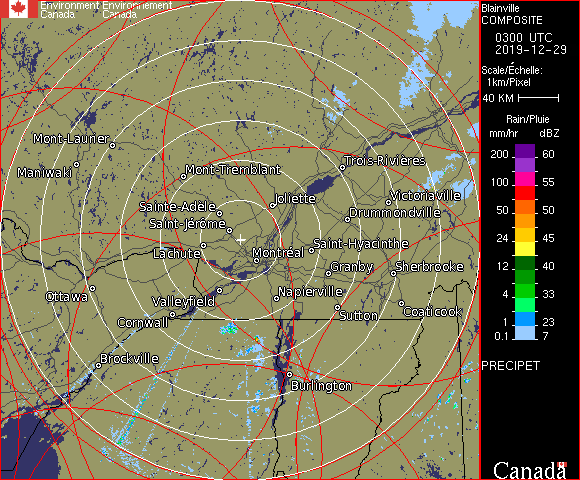 Environment Environnement
Canada Canada
Blainville
COMPOSITE
0300 UTC
2019-12-29
Scale/Échelle:
1km/Pixel
40 KM
Rain/Pluie
mm/hr dBZ
200 60
100 55
50 50
24 45
12 40
4 33
1 23
0.1 7
PRECIPET
Canada
Mont-Laurier
Maniwaki
Mont-Tremblant
Trois-Rivières
Joliette
Victoriaville
Sainte-Adèle
Drummondville
Saint-Jérôme
Lachute
Montréal
Saint-Hyacinthe
Granby
Sherbrooke
Ottawa
Valleyfield
Napierville
Cornwall
Sutton
Coaticook
Brockville
Burlington